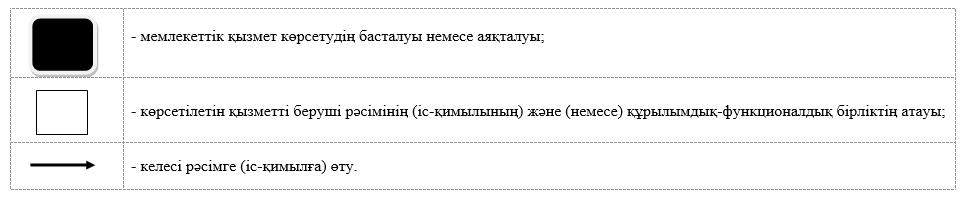 - мемлекеттік қызмет көрсетудің басталуы немесе аяқталуы;
- көрсетілетін қызметті беруші рәсімінің (іс-қимылының) және (немесе) құрылымдық-функционалдық бірліктің атауы;
- келесі рәсімге (іс-қимылға) өту.